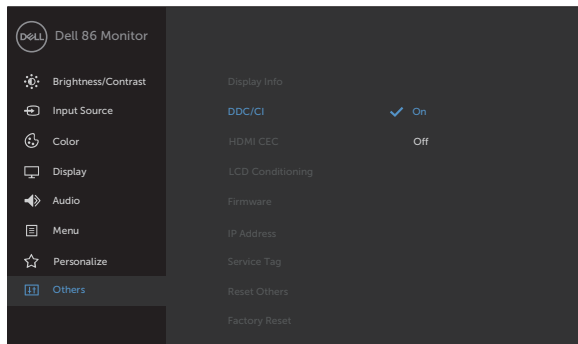 DELL Dell 86 Monitor
Brightness/Contrast
Display Info
Input Source
DDC/CI
On
Color
HDMI CEC
Off
Display
LCD Conditioning
Audio
Firmware
Menu
IP Address
Personalize
Service Tag
Others
Reset Others
Factory Reset